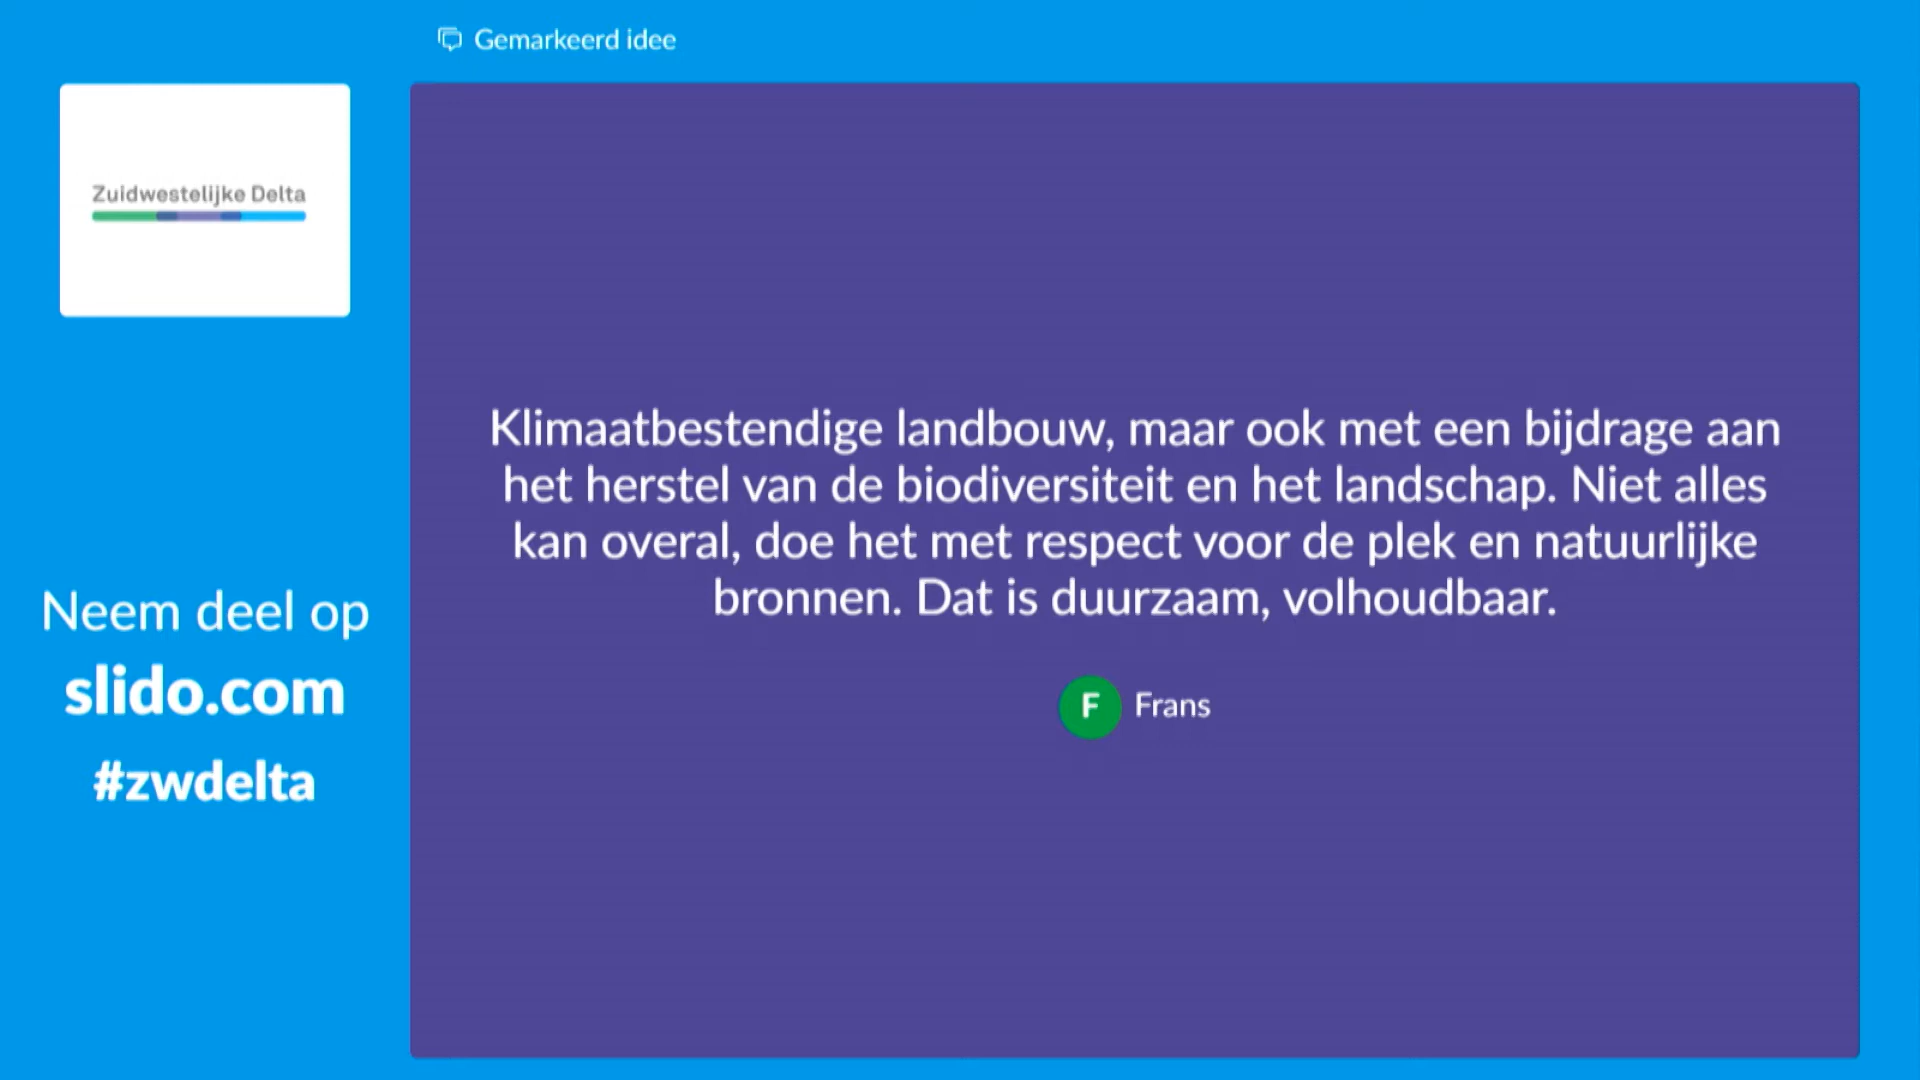 Gemarkeerd idee
Zuidwestelijke Delta
Neem deel op
slido.com
#zwdelta
Klimaatbestendige landbouw, maar ook met een bijdrage aan
het herstel van de biodiversiteit en het landschap. Niet alles
kan overal, doe het met respect voor de plek en natuurlijke
bronnen. Dat is duurzaam, volhoudbaar.
F Frans